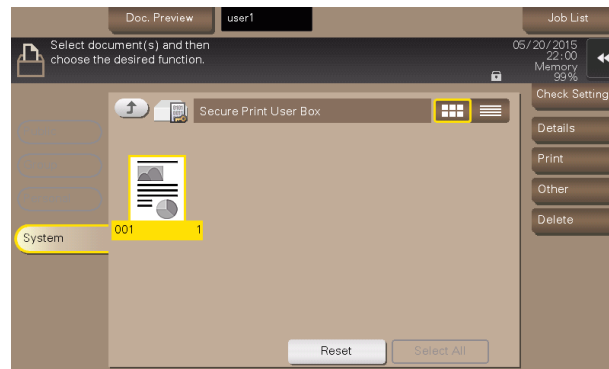 Doc. Preview
user1
Job List
Select document(s) and then
choose the desired function.
05/20/2015
22:00
Memory
99%
Check Setting
Secure Print User Box
Details
Print
Other
Delete
001 1
System
Reset
Select All